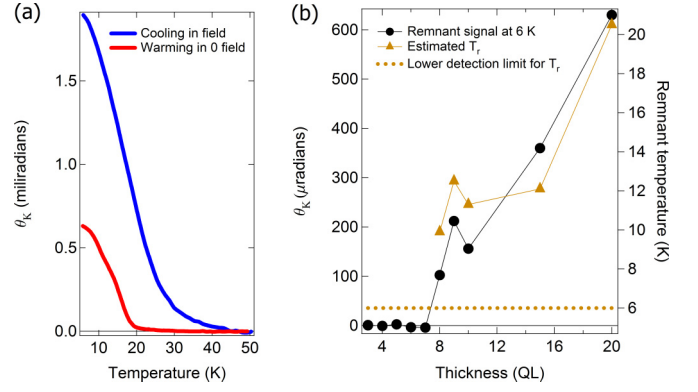 (a)
Cooling in field
Warming in 0 field
1.5
1.0
0.5
0.0
θK (miliradians)
10 20 30 40 50
Temperature (K)
(b)
Remnant signal at 6 K
Estimated Tr
Lower detection limit for Tr
600
500
400
300
200
100
0
θK (μradians)
20
18
16
14
12
10
8
6
Remnant temperature (K)
4 8 12 16 20
Thickness (QL)